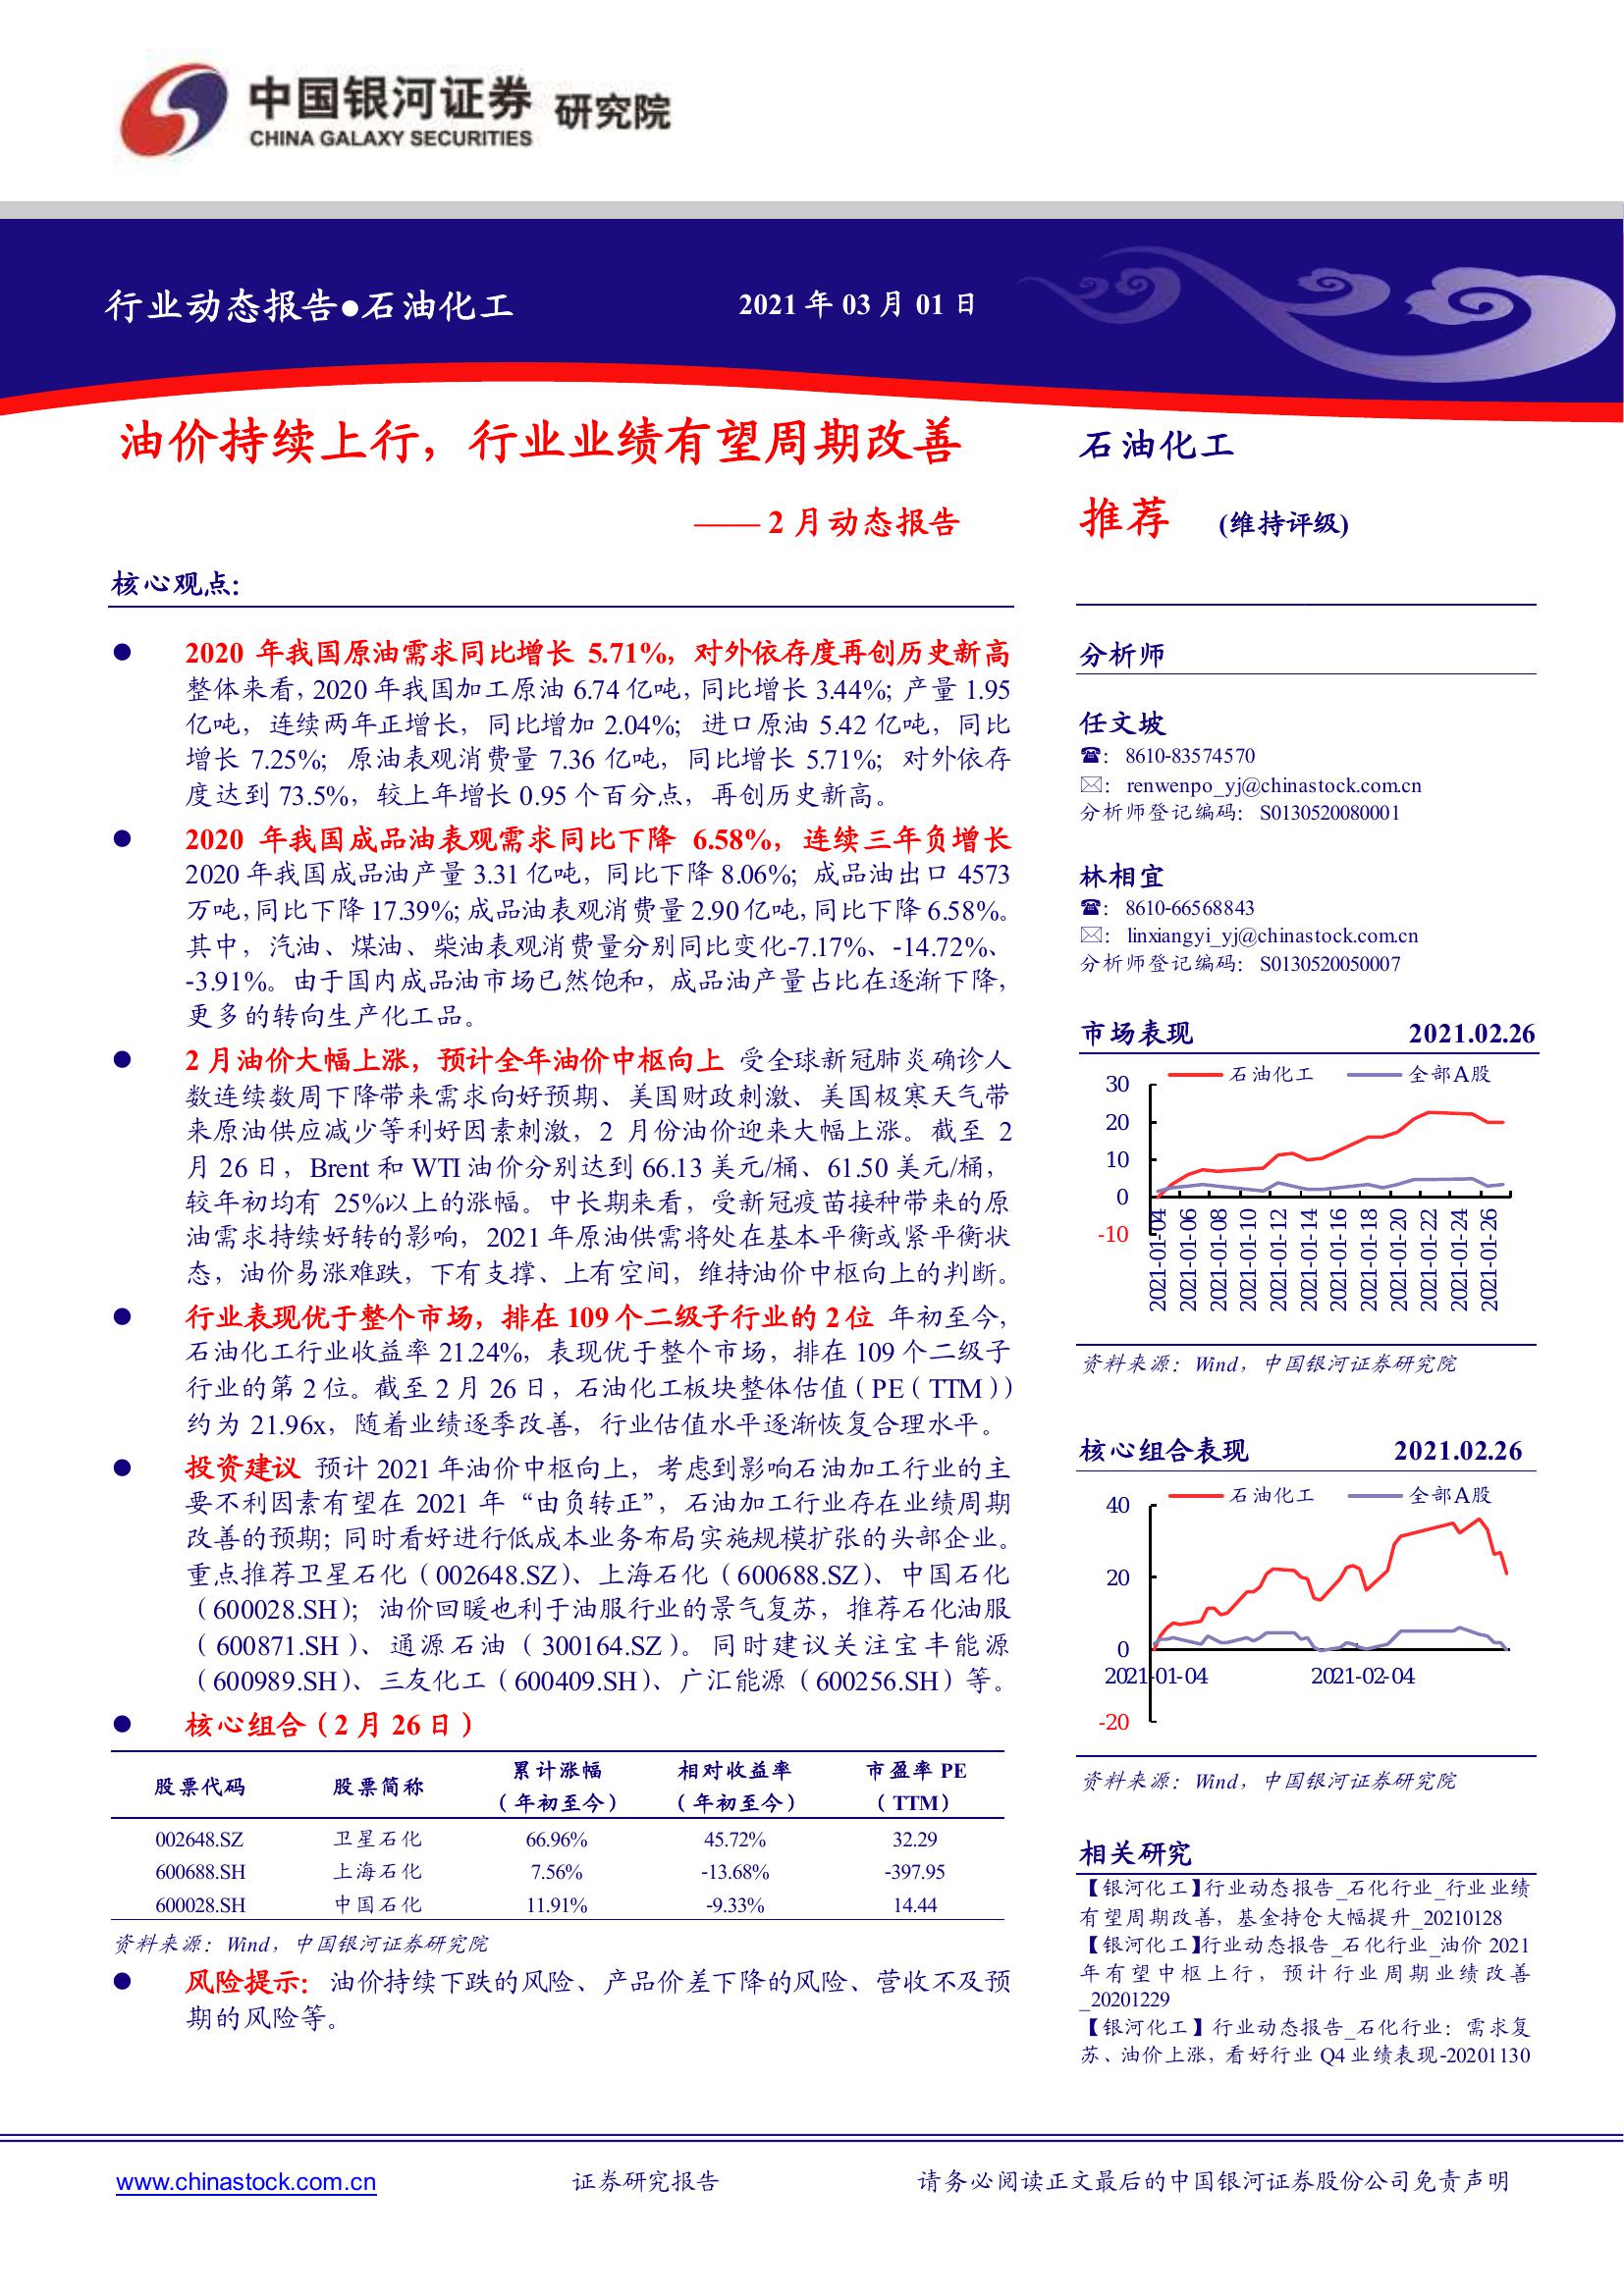 中国银河证券 研究院
CHINA GALAXY SECURITIES
行业动态报告●石油化工
2021 年 03 月 01 日
油价持续上行，行业业绩有望周期改善
—— 2 月动态报告
核心观点：
● 2020 年我国原油需求同比增长 5.71%，对外依存度再创历史新高
整体来看，2020 年我国加工原油 6.74 亿吨，同比增长 3.44%；产量 1.95
亿吨，连续两年正增长，同比增加 2.04%；进口原油 5.42 亿吨，同比
增长 7.25%；原油表观消费量 7.36 亿吨，同比增长 5.71%；对外依存
度达到 73.5%，较上年增长 0.95 个百分点，再创历史新高。
● 2020 年我国成品油表观需求同比下降 6.58%，连续三年负增长
2020 年我国成品油产量 3.31 亿吨，同比下降 8.06%；成品油出口 4573
万吨，同比下降 17.39%；成品油表观消费量 2.90 亿吨，同比下降 6.58%。
其中，汽油、煤油、柴油表观消费量分别同比变化-7.17%、-14.72%、
-3.91%。由于国内成品油市场已然饱和，成品油产量占比在逐渐下降，
更多的转向生产化工品。
● 2 月油价大幅上涨，预计全年油价中枢向上 受全球新冠肺炎确诊人
数连续数周下降带来需求向好预期、美国财政刺激、美国极寒天气带
来原油供应减少等利好因素刺激，2 月份油价迎来大幅上涨。截至 2
月 26 日，Brent 和 WTI 油价分别达到 66.13 美元/桶、61.50 美元/桶，
较年初均有 25%以上的涨幅。中长期来看，受新冠疫苗接种带来的原
油需求持续好转的影响，2021 年原油供需将处在基本平衡或紧平衡状
态，油价易涨难跌，下有支撑、上有空间，维持油价中枢向上的判断。
● 行业表现优于整个市场，排在 109 个二级子行业的 2 位 年初至今，
石油化工行业收益率 21.24%，表现优于整个市场，排在 109 个二级子
行业的第 2 位。截至 2 月 26 日，石油化工板块整体估值（PE（TTM））
约为 21.96x，随着业绩逐季改善，行业估值水平逐渐恢复合理水平。
● 投资建议 预计 2021 年油价中枢向上，考虑到影响石油加工行业的主
要不利因素有望在 2021 年“由负转正”，石油加工行业存在业绩周期
改善的预期；同时看好进行低成本业务布局实施规模扩张的头部企业。
重点推荐卫星石化（002648.SZ）、上海石化（600688.SZ）、中国石化
（600028.SH）；油价回暖也利于油服行业的景气复苏，推荐石化油服
（600871.SH）、通源石油（300164.SZ）。同时建议关注宝丰能源
（600989.SH）、三友化工（600409.SH）、广汇能源（600256.SH）等。
● 核心组合（2 月 26 日）
股票代码 股票简称 累计涨幅（年初至今） 相对收益率（年初至今） 市盈率 PE（TTM）
002648.SZ 卫星石化 66.96% 45.72% 32.29
600688.SH 上海石化 7.56% -13.68% -397.95
600028.SH 中国石化 11.91% -9.33% 14.44
资料来源：Wind，中国银河证券研究院
● 风险提示： 油价持续下跌的风险、产品价差下降的风险、营收不及预
期的风险等。
石油化工
推荐 (维持评级)
分析师
任文坡
☎：8610-83574570
✉：renwenpo_yj@chinastock.com.cn
分析师登记编码：S0130520080001
林相宜
☎：8610-66568843
✉：linxiangyi_yj@chinastock.com.cn
分析师登记编码：S0130520050007
市场表现 2021.02.26
石油化工 全部A股
30
20
10
0
-10
2021-01-04 2021-01-06 2021-01-08 2021-01-10 2021-01-12 2021-01-14 2021-01-16 2021-01-18 2021-01-20 2021-01-22 2021-01-24 2021-01-26
资料来源：Wind，中国银河证券研究院
核心组合表现 2021.02.26
石油化工 全部A股
40
20
0
2021-01-04 2021-02-04
-20
资料来源：Wind，中国银河证券研究院
相关研究
【银河化工】行业动态报告_石化行业_行业业绩
有望周期改善，基金持仓大幅提升_20210128
【银河化工】行业动态报告_石化行业_油价 2021
年有望中枢上行，预计行业周期业绩改善
_20201229
【银河化工】行业动态报告_石化行业：需求复
苏、油价上涨，看好行业 Q4 业绩表现-20201130
www.chinastock.com.cn 证券研究报告 请务必阅读正文最后的中国银河证券股份公司免责声明